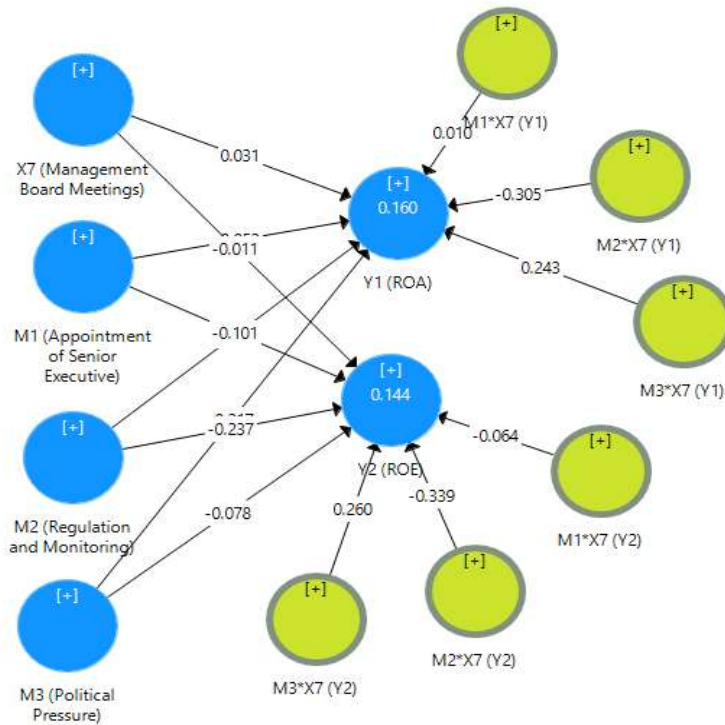 [+]
X7 (Management
Board Meetings)
[+]
M1 (Appointment
of Senior
Executive)
[+]
M2 (Regulation
and Monitoring)
[+]
M3 (Political
Pressure)
0.031
-0.011
-0.101
-0.237
-0.078
[+]
0.160
Y1 (ROA)
[+]
0.144
Y2 (ROE)
[+]
M1*X7 (Y1)
0.010
[+]
M2*X7 (Y1)
-0.305
[+]
M3*X7 (Y1)
0.243
[+]
M1*X7 (Y2)
-0.064
[+]
M2*X7 (Y2)
-0.339
[+]
M3*X7 (Y2)
0.260